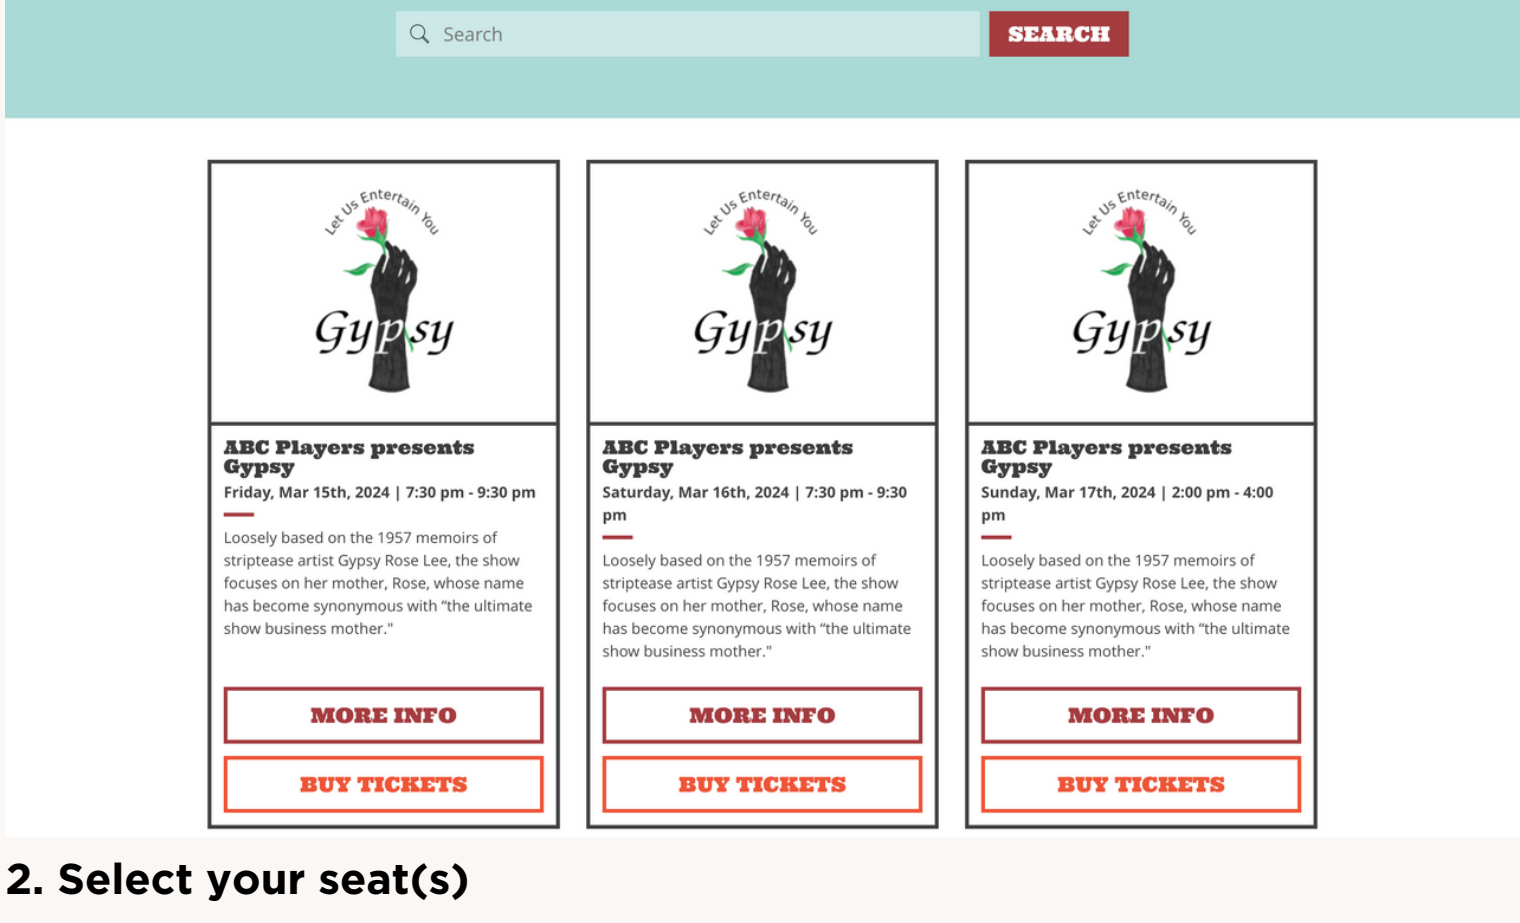 Search
SEARCH
Let Us Entertain You
Gypsy
Let Us Entertain You
Gypsy
Let Us Entertain You
Gypsy
ABC Players presents
Gypsy
Friday, Mar 15th, 2024 | 7:30 pm - 9:30 pm
Loosely based on the 1957 memoirs of
striptease artist Gypsy Rose Lee, the show
focuses on her mother, Rose, whose name
has become synonymous with “the ultimate
show business mother."
MORE INFO
BUY TICKETS
ABC Players presents
Gypsy
Saturday, Mar 16th, 2024 | 7:30 pm - 9:30
pm
Loosely based on the 1957 memoirs of
striptease artist Gypsy Rose Lee, the show
focuses on her mother, Rose, whose name
has become synonymous with “the ultimate
show business mother."
MORE INFO
BUY TICKETS
ABC Players presents
Gypsy
Sunday, Mar 17th, 2024 | 2:00 pm - 4:00
pm
Loosely based on the 1957 memoirs of
striptease artist Gypsy Rose Lee, the show
focuses on her mother, Rose, whose name
has become synonymous with “the ultimate
show business mother."
MORE INFO
BUY TICKETS
2. Select your seat(s)